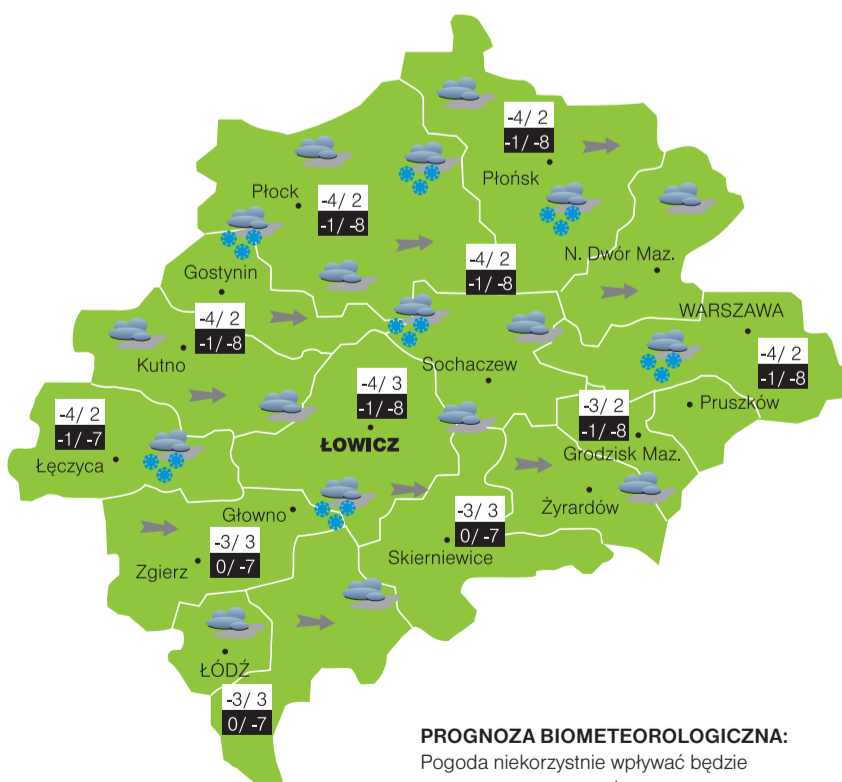 -4/ 2
-1/ -8
Płońsk
Płock
-4/ 2
-1/ -8
N. Dwór Maz.
-4/ 2
-1/ -8
Gostynin
-4/ 2
-1/ -8
Kutno
WARSZAWA
-4/ 2
-1/ -8
Sochaczew
-4/ 3
-1/ -8
ŁOWICZ
Pruszków
-3/ 2
-1/ -8
Grodzisk Maz.
-4/ 2
-1/ -7
Łęczyca
Żyrardów
Głowno
-3/ 3
0/ -7
Skierniewice
-3/ 3
0/ -7
Zgierz
ŁÓDŹ
-3/ 3
0/ -7
PROGNOZA BIOMETEOROLOGICZNA:
Pogoda niekorzystnie wpływać będzie